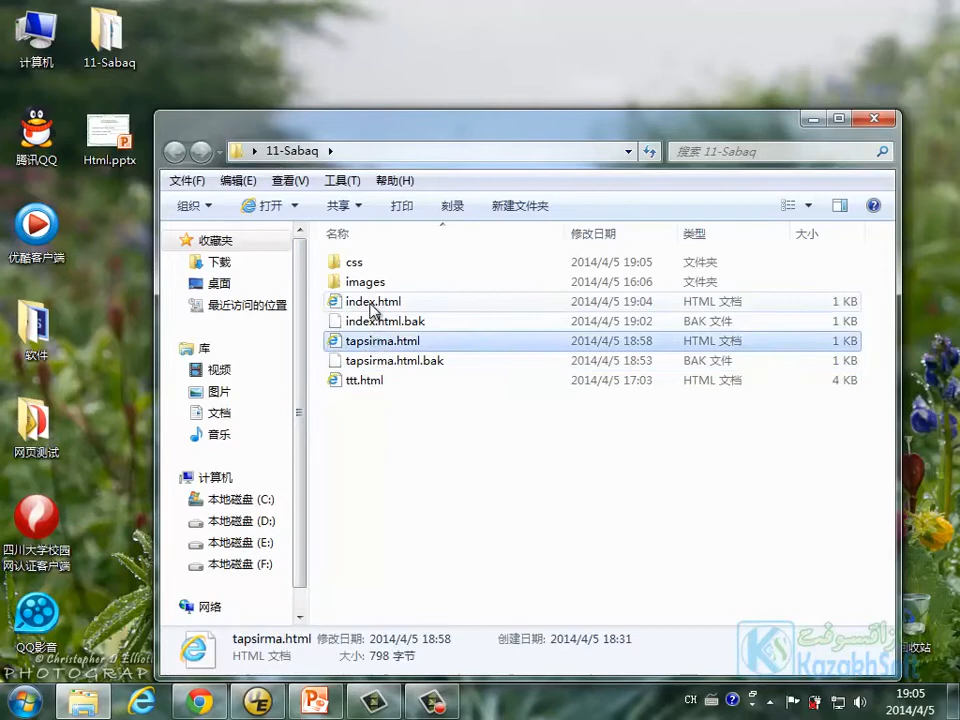 计算机
11-Sabaq
腾讯QQ
Html.pptx
优酷客户端
软件
网页测试
四川大学校园
网认证客户端
QQ影音
© Christopher D Elliott
PHOTOGRAP
11-Sabaq
搜索 11-Sabaq
文件(F) 编辑(E) 查看(V) 工具(T) 帮助(H)
组织 打开 共享 打印 刻录 新建文件夹
收藏夹
下载
桌面
最近访问的位置
库
视频
图片
文档
音乐
计算机
本地磁盘 (C:)
本地磁盘 (D:)
本地磁盘 (E:)
本地磁盘 (F:)
网络
名称 修改日期 类型 大小
css 2014/4/5 19:05 文件夹
images 2014/4/5 16:06 文件夹
index.html 2014/4/5 19:04 HTML 文档 1 KB
index.html.bak 2014/4/5 19:02 BAK 文件 1 KB
tapsirma.html 2014/4/5 18:58 HTML 文档 1 KB
tapsirma.html.bak 2014/4/5 18:53 BAK 文件 1 KB
ttt.html 2014/4/5 17:03 HTML 文档 4 KB
tapsirma.html 修改日期: 2014/4/5 18:58 创建日期: 2014/4/5 18:31
HTML 文档 大小: 798 字节
KazakhSoft
收站
CH
19:05
2014/4/5